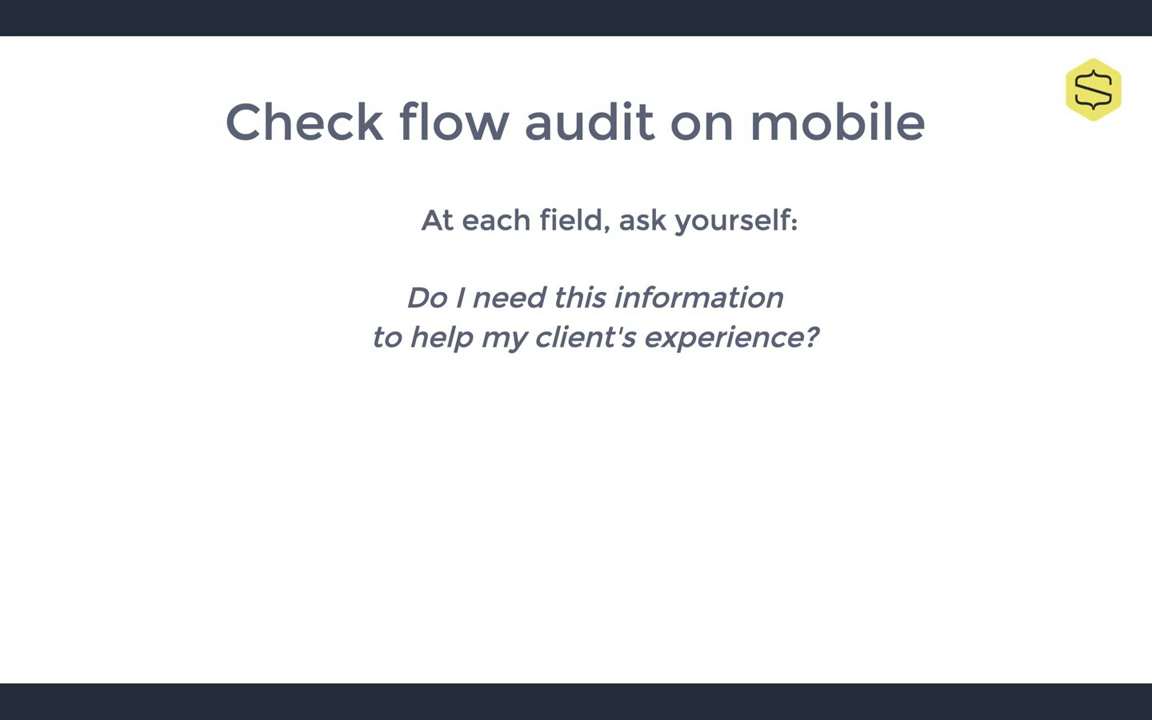 Check flow audit on mobile
At each field, ask yourself:
Do I need this information
to help my client's experience?